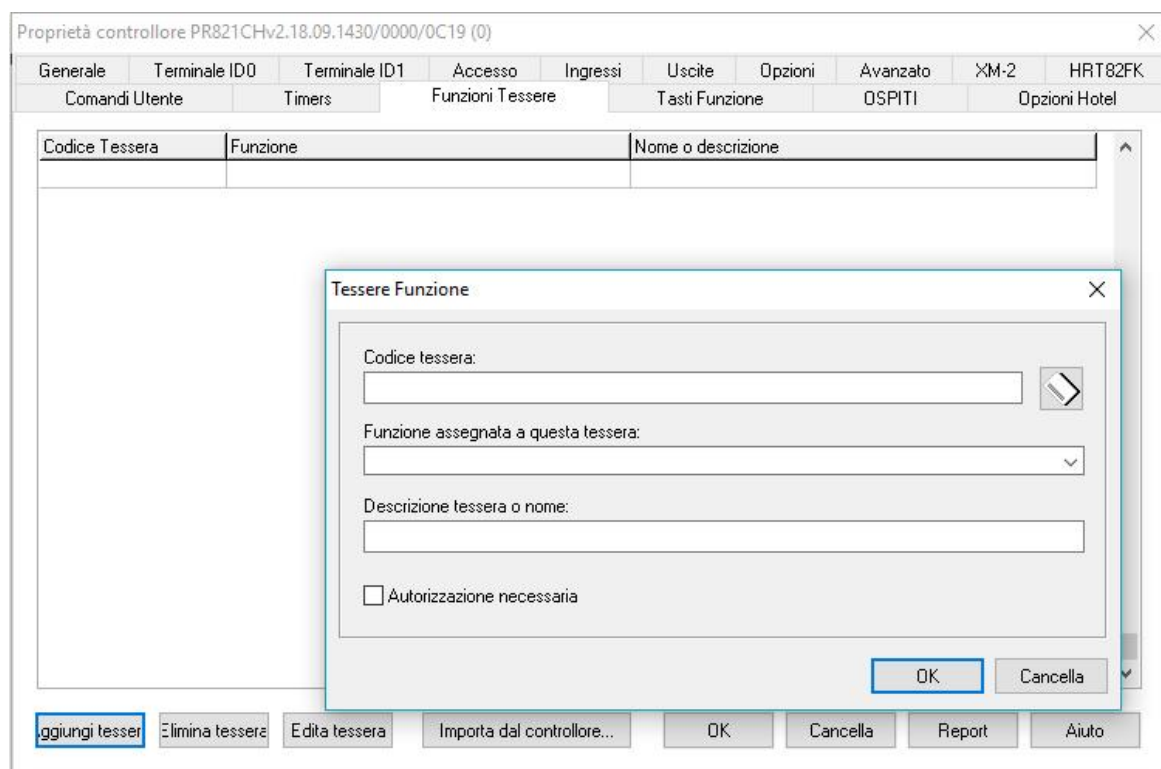 Proprietà controllore PR821CHv2.18.09.1430/0000/0C19 (0)
Generale Terminale ID0 Terminale ID1 Accesso Ingressi Uscite Opzioni Avanzato XM-2 HRT82FK
Comandi Utente Timers Funzioni Tessere Tasti Funzione OSPITI Opzioni Hotel
Codice Tessera Funzione Nome o descrizione
Tessere Funzione
Codice tessera:
Funzione assegnata a questa tessera:
Descrizione tessera o nome:
Autorizzazione necessaria
OK Cancella
ggiungi tesser Elimina tessera Edita tessera Importa dal controllore... OK Cancella Report Aiuto